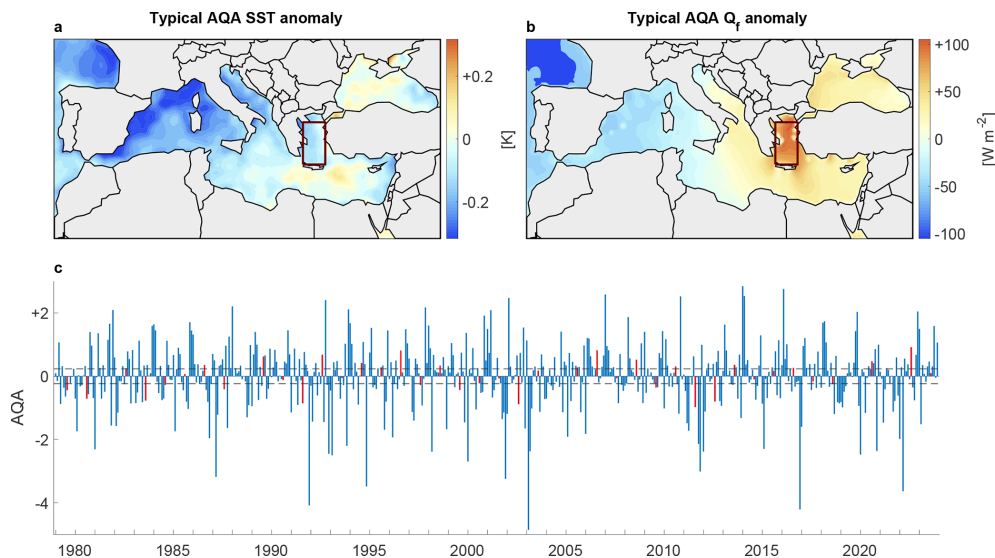 Typical AQA SST anomaly
Typical AQA Qf anomaly
a
b
+0.2
0
-0.2
[K]
+100
+50
0
-50
-100
[W m-2]
c
+2
0
-2
-4
AQA
1980 1985 1990 1995 2000 2005 2010 2015 2020